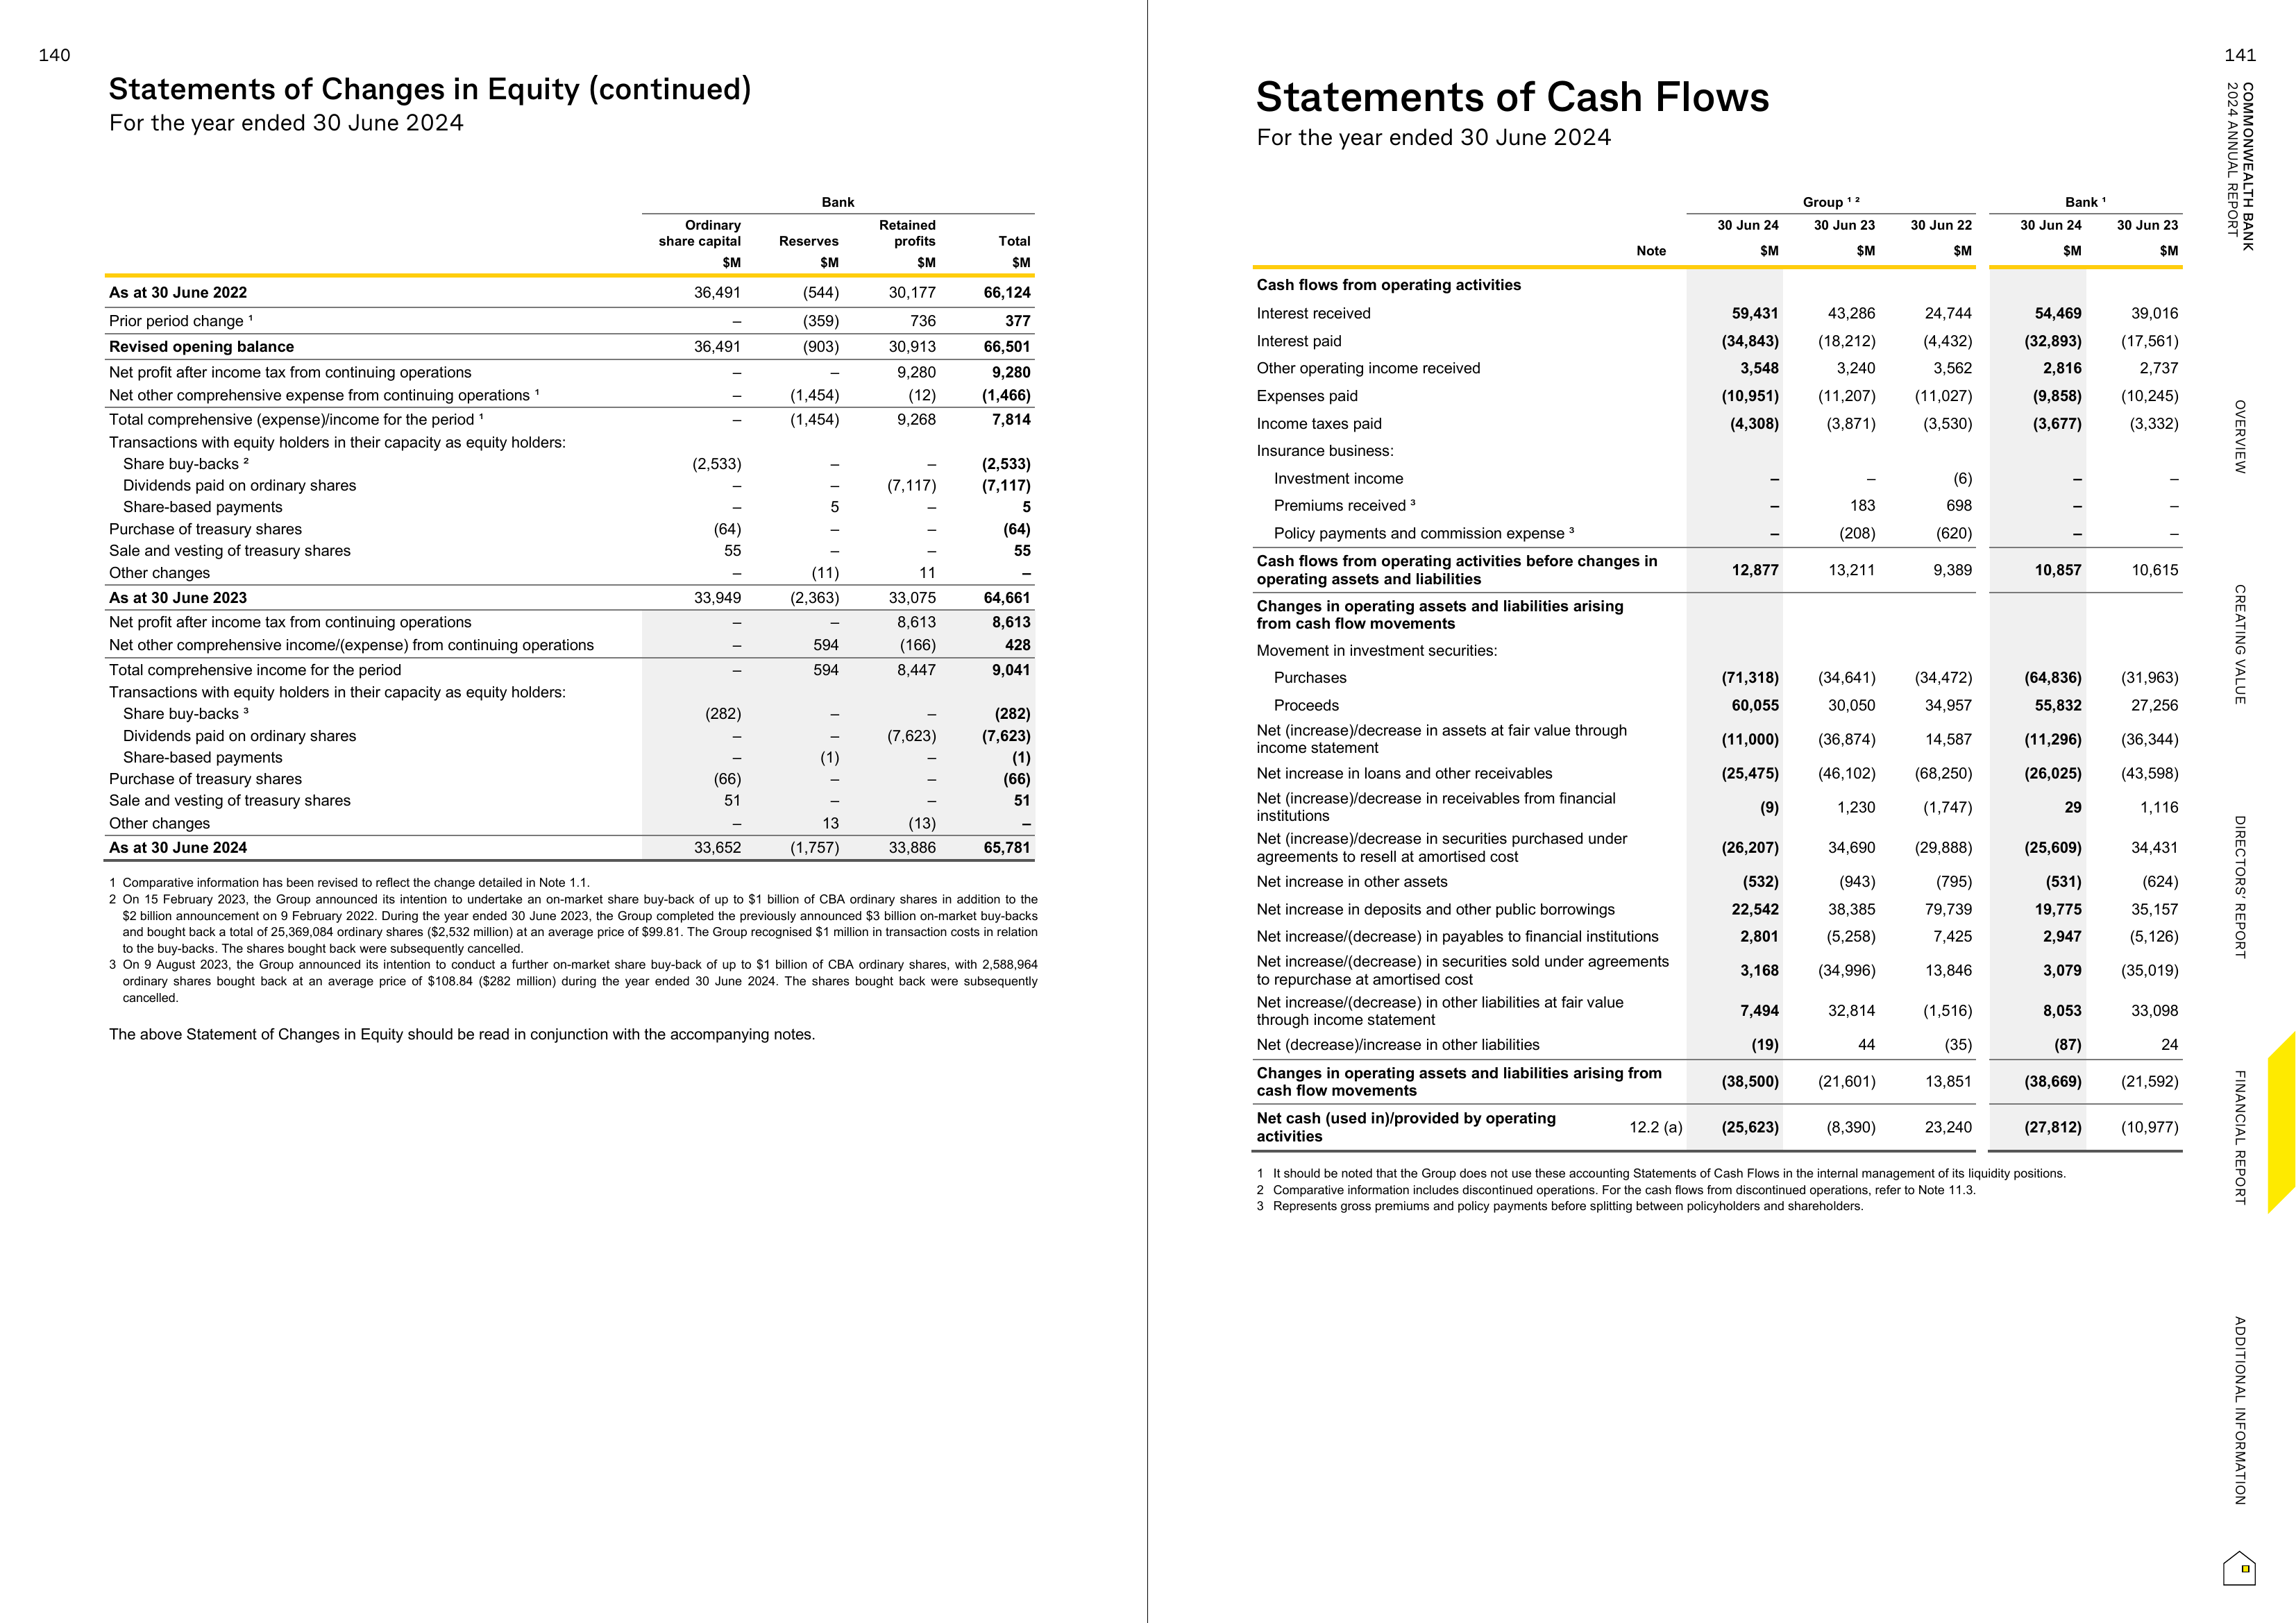 140
Statements of Changes in Equity (continued)
For the year ended 30 June 2024
Bank
Ordinary share capital Reserves Retained profits Total
$M $M $M $M
As at 30 June 2022 36,491 (544) 30,177 66,124
Prior period change ¹ – (359) 736 377
Revised opening balance 36,491 (903) 30,913 66,501
Net profit after income tax from continuing operations – – 9,280 9,280
Net other comprehensive expense from continuing operations ¹ – (1,454) (12) (1,466)
Total comprehensive (expense)/income for the period ¹ – (1,454) 9,268 7,814
Transactions with equity holders in their capacity as equity holders:
Share buy-backs ² (2,533) – – (2,533)
Dividends paid on ordinary shares – – (7,117) (7,117)
Share-based payments – 5 – 5
Purchase of treasury shares (64) – – (64)
Sale and vesting of treasury shares 55 – – 55
Other changes – (11) 11 –
As at 30 June 2023 33,949 (2,363) 33,075 64,661
Net profit after income tax from continuing operations – – 8,613 8,613
Net other comprehensive income/(expense) from continuing operations – 594 (166) 428
Total comprehensive income for the period – 594 8,447 9,041
Transactions with equity holders in their capacity as equity holders:
Share buy-backs ³ (282) – – (282)
Dividends paid on ordinary shares – – (7,623) (7,623)
Share-based payments – (1) – (1)
Purchase of treasury shares (66) – – (66)
Sale and vesting of treasury shares 51 – – 51
Other changes – 13 (13) –
As at 30 June 2024 33,652 (1,757) 33,886 65,781
1 Comparative information has been revised to reflect the change detailed in Note 1.1.
2 On 15 February 2023, the Group announced its intention to undertake an on-market share buy-back of up to $1 billion of CBA ordinary shares in addition to the
$2 billion announcement on 9 February 2022. During the year ended 30 June 2023, the Group completed the previously announced $3 billion on-market buy-backs
and bought back a total of 25,369,084 ordinary shares ($2,532 million) at an average price of $99.81. The Group recognised $1 million in transaction costs in relation
to the buy-backs. The shares bought back were subsequently cancelled.
3 On 9 August 2023, the Group announced its intention to conduct a further on-market share buy-back of up to $1 billion of CBA ordinary shares, with 2,588,964
ordinary shares bought back at an average price of $108.84 ($282 million) during the year ended 30 June 2024. The shares bought back were subsequently
cancelled.
The above Statement of Changes in Equity should be read in conjunction with the accompanying notes.
141
Statements of Cash Flows
For the year ended 30 June 2024
Group ¹ ² Bank ¹
30 Jun 24 30 Jun 23 30 Jun 22 30 Jun 24 30 Jun 23
Note $M $M $M $M $M
Cash flows from operating activities
Interest received 59,431 43,286 24,744 54,469 39,016
Interest paid (34,843) (18,212) (4,432) (32,893) (17,561)
Other operating income received 3,548 3,240 3,562 2,816 2,737
Expenses paid (10,951) (11,207) (11,027) (9,858) (10,245)
Income taxes paid (4,308) (3,871) (3,530) (3,677) (3,332)
Insurance business:
Investment income – – (6) – –
Premiums received ³ – 183 698 – –
Policy payments and commission expense ³ – (208) (620) – –
Cash flows from operating activities before changes in
operating assets and liabilities 12,877 13,211 9,389 10,857 10,615
Changes in operating assets and liabilities arising
from cash flow movements
Movement in investment securities:
Purchases (71,318) (34,641) (34,472) (64,836) (31,963)
Proceeds 60,055 30,050 34,957 55,832 27,256
Net (increase)/decrease in assets at fair value through
income statement (11,000) (36,874) 14,587 (11,296) (36,344)
Net increase in loans and other receivables (25,475) (46,102) (68,250) (26,025) (43,598)
Net (increase)/decrease in receivables from financial
institutions (9) 1,230 (1,747) 29 1,116
Net (increase)/decrease in securities purchased under
agreements to resell at amortised cost (26,207) 34,690 (29,888) (25,609) 34,431
Net increase in other assets (532) (943) (795) (531) (624)
Net increase in deposits and other public borrowings 22,542 38,385 79,739 19,775 35,157
Net increase/(decrease) in payables to financial institutions 2,801 (5,258) 7,425 2,947 (5,126)
Net increase/(decrease) in securities sold under agreements
to repurchase at amortised cost 3,168 (34,996) 13,846 3,079 (35,019)
Net increase/(decrease) in other liabilities at fair value
through income statement 7,494 32,814 (1,516) 8,053 33,098
Net (decrease)/increase in other liabilities (19) 44 (35) (87) 24
Changes in operating assets and liabilities arising from
cash flow movements (38,500) (21,601) 13,851 (38,669) (21,592)
Net cash (used in)/provided by operating
activities 12.2 (a) (25,623) (8,390) 23,240 (27,812) (10,977)
1 It should be noted that the Group does not use these accounting Statements of Cash Flows in the internal management of its liquidity positions.
2 Comparative information includes discontinued operations. For the cash flows from discontinued operations, refer to Note 11.3.
3 Represents gross premiums and policy payments before splitting between policyholders and shareholders.
COMMONWEALTH BANK
2024 ANNUAL REPORT
OVERVIEW
CREATING VALUE
DIRECTORS' REPORT
FINANCIAL REPORT
ADDITIONAL INFORMATION